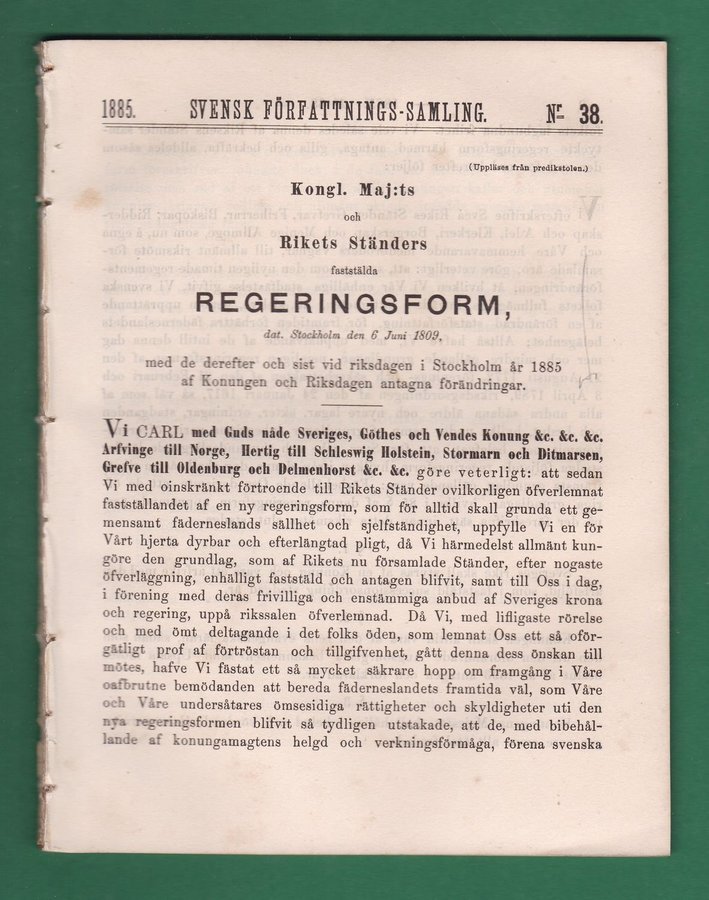 1885. SVENSK FÖRFATTNINGS-SAMLING. Nr 38.
(Uppläses från predikstolen.)
Kongl. Maj:ts
och
Rikets Ständers
faststälda
REGERINGSFORM,
dat. Stockholm den 6 Juni 1809,
med de derefter och sist vid riksdagen i Stockholm år 1885
af Konungen och Riksdagen antagna förändringar.
Vi CARL med Guds nåde Sveriges, Göthes och Vendes Konung &c. &c. &c.
Arfvinge till Norge, Hertig till Schleswig Holstein, Stormarn och Ditmarsen,
Grefve till Oldenburg och Delmenhorst &c. &c. göre veterligt: att sedan
Vi med oinskränkt förtroende till Rikets Ständer ovilkorligen öfverlemnat
fastställandet af en ny regeringsform, som för alltid skall grunda ett ge-
mensamt fäderneslands sällhet och sjelfständighet, uppfylle Vi en för
Vårt hjerta dyrbar och efterlängtad pligt, då Vi härmedelst allmänt kun-
göre den grundlag, som af Rikets nu församlade Ständer, efter nogaste
öfverläggning, enhälligt faststäld och antagen blifvit, samt till Oss i dag,
i förening med deras frivilliga och enstämmiga anbud af Sveriges krona
och regering, uppå rikssalen öfverlemnad. Då Vi, med lifligaste rörelse
och med ömt deltagande i det folks öden, som lemnat Oss ett så oför-
gätligt prof af förtröstan och tillgifvenhet, gått denna dess önskan till
mötes, hafve Vi fästat ett så mycket säkrare hopp om framgång i Våre
oafbrutne bemödanden att bereda fäderneslandets framtida väl, som Våre
och Våre undersåtares ömsesidiga rättigheter och skyldigheter uti den
nya regeringsformen blifvit så tydligen utstakade, att de, med bibehål-
lande af konungamagtens helgd och verkningsförmåga, förena svenska